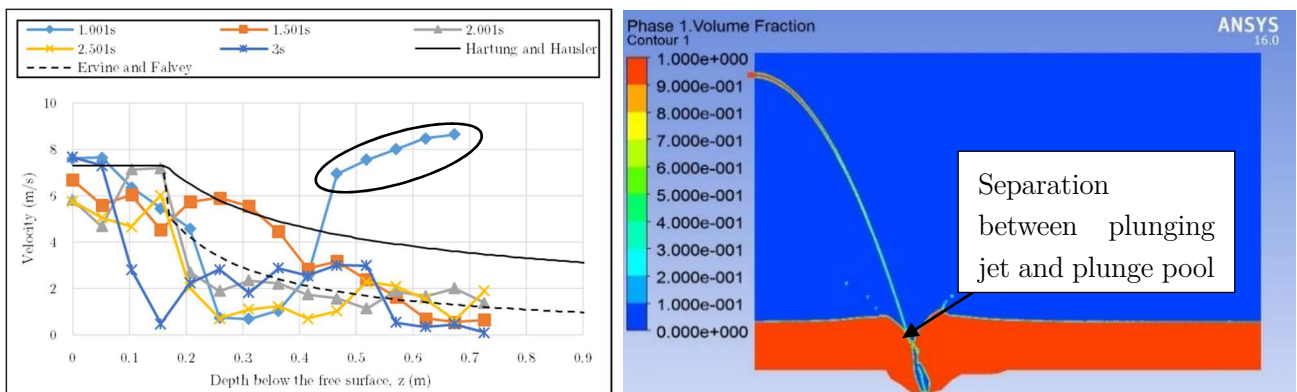 1.001s 1.501s 2.001s
2.501s 3s Hartung and Hausler
Ervine and Falvey
10
8
6
4
2
0
Velocity (m/s)
0 0.1 0.2 0.3 0.4 0.5 0.6 0.7 0.8 0.9
Depth below the free surface, z (m)
Phase 1.Volume Fraction
Contour 1
1.000e+000
9.000e-001
8.000e-001
7.000e-001
6.000e-001
5.000e-001
4.000e-001
3.000e-001
2.000e-001
1.000e-001
0.000e+000
ANSYS
16.0
Separation
between plunging
jet and plunge pool